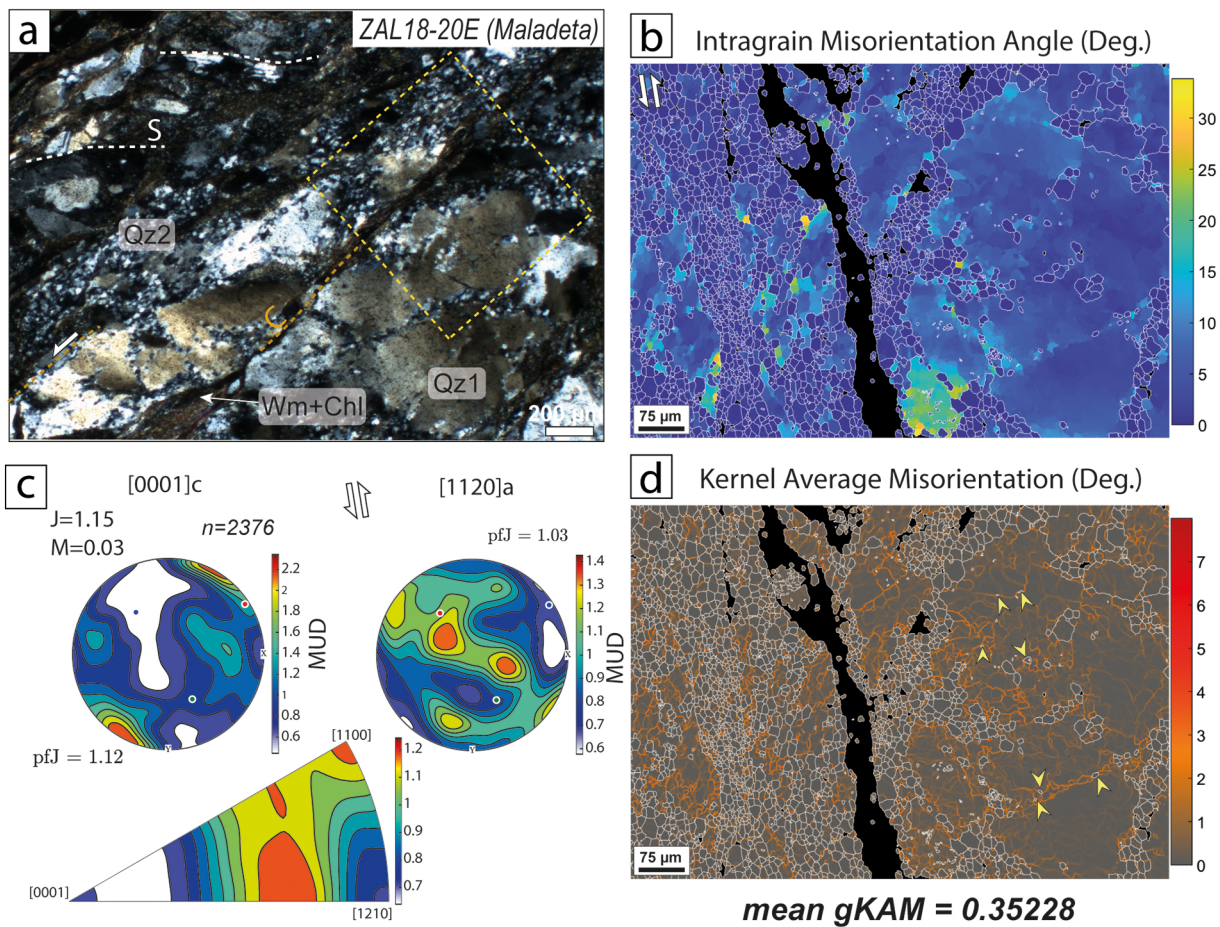 a
ZAL18-20E (Maladeta)
S
Qz2
C
Qz1
Wm+Chl
200 µm
b Intragrain Misorientation Angle (Deg.)
30
25
20
15
10
5
0
75 µm
c
[0001]c
[1120]a
J=1.15
M=0.03
n=2376
pfJ = 1.03
2.2
2
1.8
1.6
1.4
1.2
1
0.8
0.6
MUD
X
Y
1.4
1.3
1.2
1.1
1
0.9
0.8
0.7
0.6
MUD
X
Y
pfJ = 1.12
[1100]
[0001]
[1210]
1.2
1.1
1
0.9
0.8
0.7
d Kernel Average Misorientation (Deg.)
7
6
5
4
3
2
1
0
75 µm
mean gKAM = 0.35228